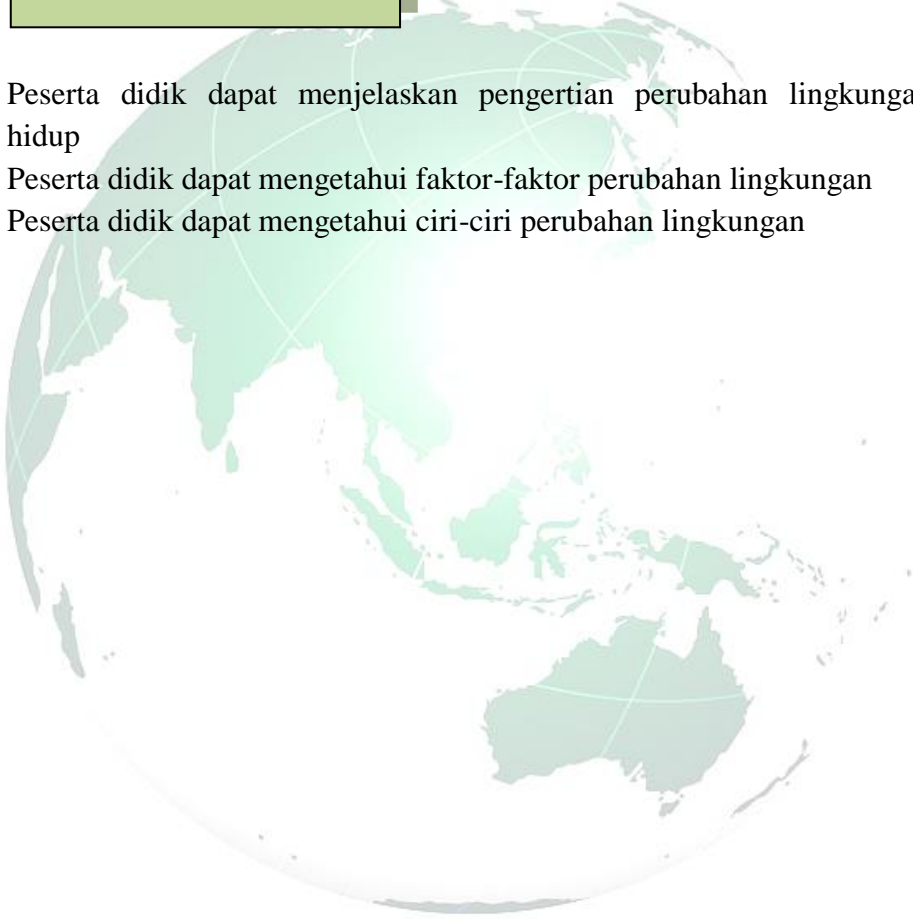 Peserta didik dapat menjelaskan pengertian perubahan lingkunga
hidup
Peserta didik dapat mengetahui faktor-faktor perubahan lingkungan
Peserta didik dapat mengetahui ciri-ciri perubahan lingkungan